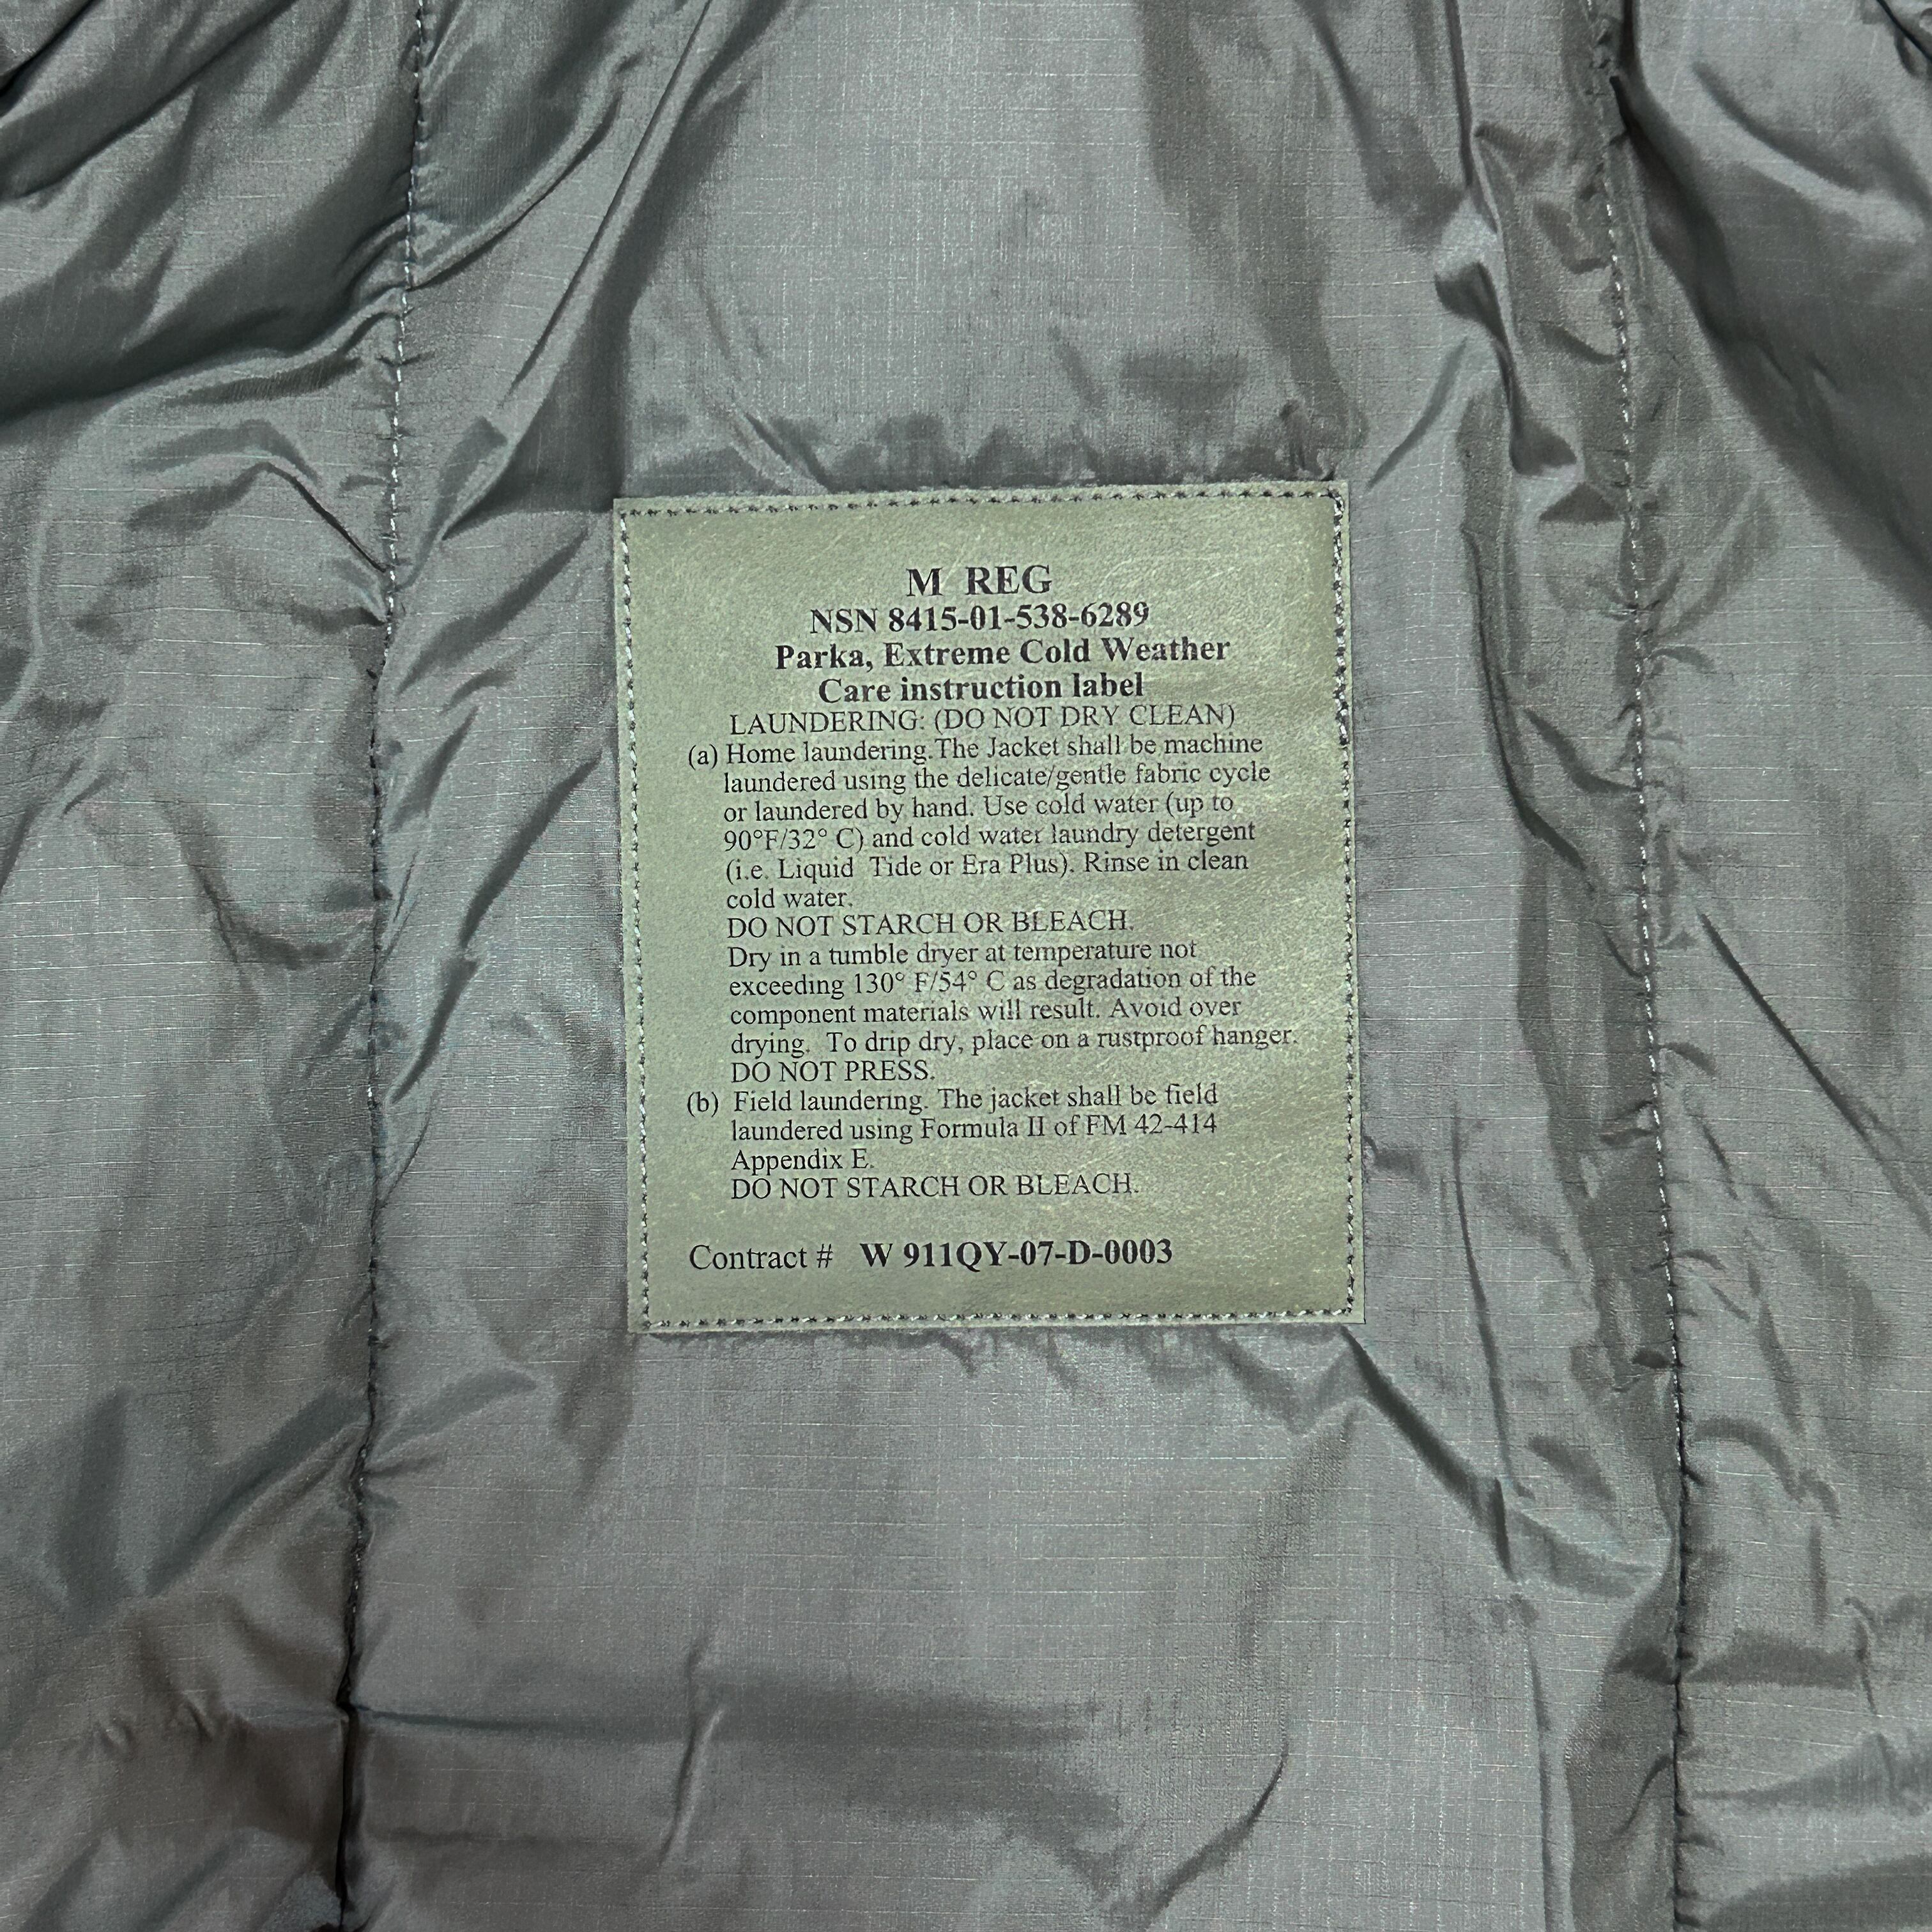 M REG
NSN 8415-01-538-6289
Parka, Extreme Cold Weather
Care instruction label
LAUNDERING: (DO NOT DRY CLEAN)
(a) Home laundering. The Jacket shall be machine
laundered using the delicate/gentle fabric cycle
or laundered by hand. Use cold water (up to
90°F/32° C) and cold water laundry detergent
(i.e. Liquid Tide or Era Plus). Rinse in clean
cold water.
DO NOT STARCH OR BLEACH.
Dry in a tumble dryer at temperature not
exceeding 130° F/54° C as degradation of the
component materials will result. Avoid over
drying. To drip dry, place on a rustproof hanger.
DO NOT PRESS.
(b) Field laundering. The jacket shall be field
laundered using Formula II of FM 42-414
Appendix E.
DO NOT STARCH OR BLEACH.
Contract # W 911QY-07-D-0003